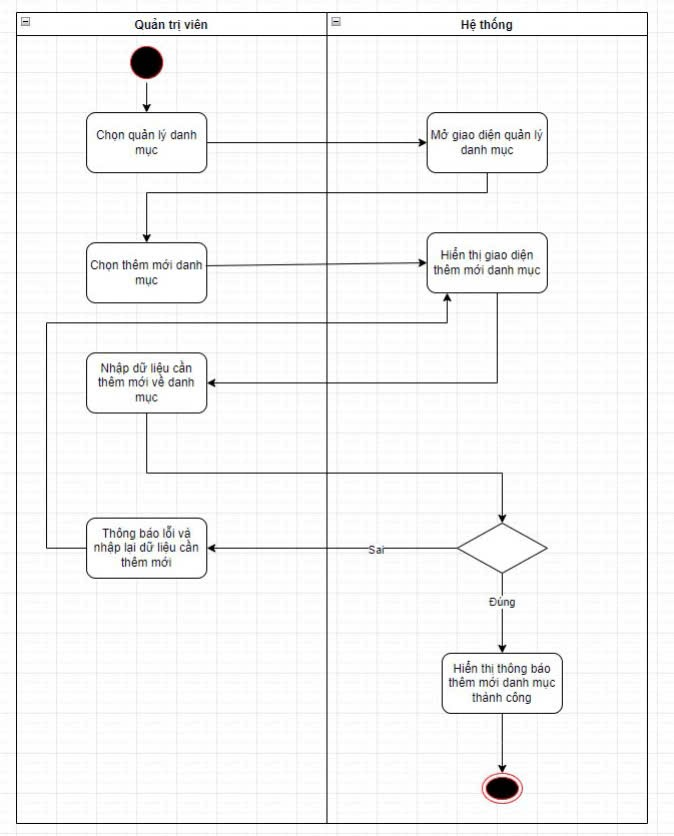 Quản trị viên
Hệ thống
Chọn quản lý danh
mục
Mở giao diện quản lý
danh mục
Chọn thêm mới danh
mục
Hiển thị giao diện
thêm mới danh mục
Nhập dữ liệu cần
thêm mới về danh
mục
Thông báo lỗi và
nhập lại dữ liệu cần
thêm mới
Sai
Đúng
Hiển thị thông báo
thêm mới danh mục
thành công